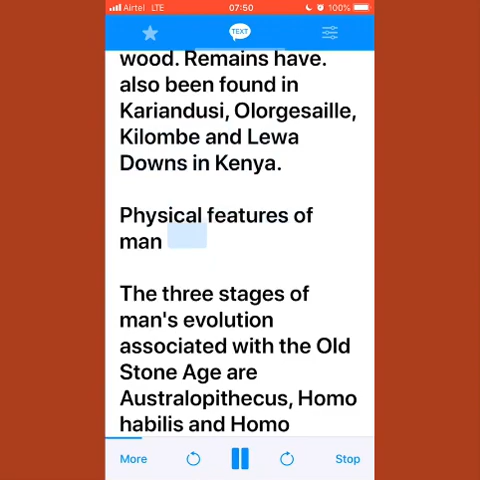 Airtel LTE 07:50 100%
TEXT
wood. Remains have.
also been found in
Kariandusi, Olorgesaille,
Kilombe and Lewa
Downs in Kenya.
Physical features of
man
The three stages of
man's evolution
associated with the Old
Stone Age are
Australopithecus, Homo
habilis and Homo
More Stop